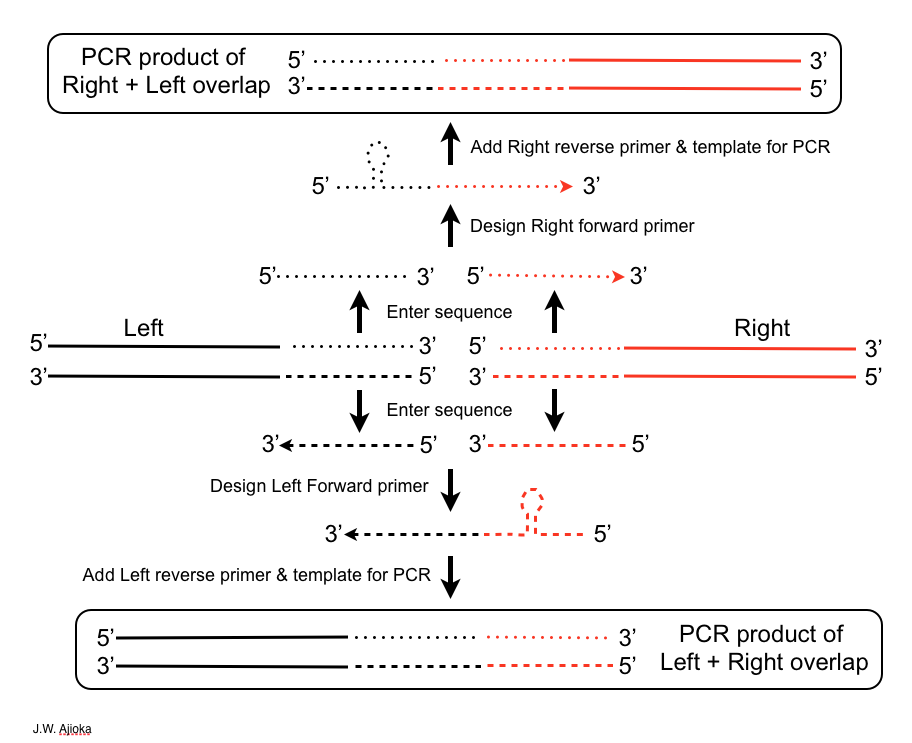 PCR product of
Right + Left overlap
5’ 3’
3’ 5’
Add Right reverse primer & template for PCR
5’ 3’
Design Right forward primer
5’ 3’ 5’ 3’
Enter sequence
Left Right
5’ 3’ 5’ 3’
3’ 5’ 3’ 5’
Enter sequence
3’ 5’ 3’ 5’
Design Left Forward primer
3’ 5’
Add Left reverse primer & template for PCR
5’ 3’
3’ 5’
PCR product of
Left + Right overlap
J.W. Ajioka